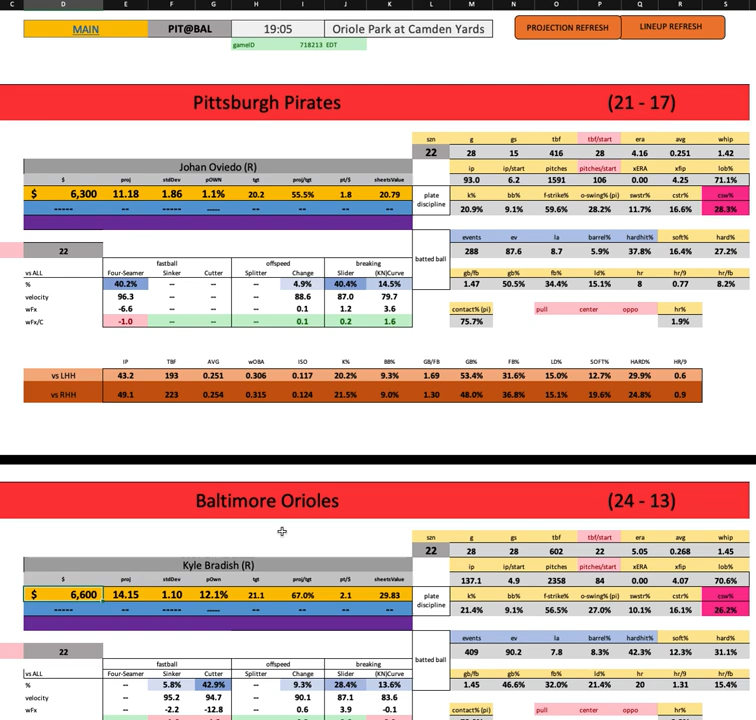 C D E F G H I J K L M N O P Q R S
MAIN PIT@BAL 19:05 Oriole Park at Camden Yards PROJECTION REFRESH LINEUP REFRESH
gameID 718213 EDT
Pittsburgh Pirates (21 - 17)
szn g gs tbf tbf/start era avg whip
22 28 15 416 28 4.16 0.251 1.42
Johan Oviedo (R) ip ip/start pitches pitches/start xERA xfip lob%
$ proj stdDev pOWN tgt proj/tgt pt/$ sheetsValue 93.0 6.2 1591 106 0.00 4.25 71.1%
$ 6,300 11.18 1.86 1.1% 20.2 55.5% 1.8 20.79 plate discipline k% bb% f-strike% o-swing% (pi) swstr% cstr% csw%
----- -- -- ---- -- -- -- -- 20.9% 9.1% 59.6% 28.2% 11.7% 16.6% 28.3%
events ev la barrel% hardhit% soft% hard%
22 batted ball 288 87.6 8.7 5.9% 37.8% 16.4% 27.2%
fastball offspeed breaking
vs ALL Four-Seamer Sinker Cutter Splitter Change Slider (KN)Curve gb/fb gb% fb% ld% hr hr/9 hr/fb
% 40.2% -- -- -- 4.9% 40.4% 14.5% 1.47 50.5% 34.4% 15.1% 8 0.77 8.2%
velocity 96.3 -- -- -- 88.6 87.0 79.7
wFx -6.6 -- -- -- 0.1 1.2 3.6 contact% (pi) pull center oppo hr%
wFx/C -1.0 -- -- -- 0.1 0.2 1.6 75.7% 1.9%
IP TBF AVG wOBA ISO K% BB% GB/FB GB% FB% LD% SOFT% HARD% HR/9
vs LHH 43.2 193 0.251 0.306 0.117 20.2% 9.3% 1.69 53.4% 31.6% 15.0% 12.7% 29.9% 0.6
vs RHH 49.1 223 0.254 0.315 0.124 21.5% 9.0% 1.30 48.0% 36.8% 15.1% 19.6% 24.8% 0.9
Baltimore Orioles (24 - 13)
szn g gs tbf tbf/start era avg whip
22 28 28 602 22 5.05 0.268 1.45
Kyle Bradish (R) ip ip/start pitches pitches/start xERA xfip lob%
$ proj stdDev pOwn tgt proj/tgt pt/$ sheetsValue 137.1 4.9 2358 84 0.00 4.07 70.6%
$ 6,600 14.15 1.10 12.1% 21.1 67.0% 2.1 29.83 plate discipline k% bb% f-strike% o-swing% (pi) swstr% cstr% csw%
----- -- -- ---- -- -- -- -- 21.4% 9.1% 56.5% 27.0% 10.1% 16.1% 26.2%
events ev la barrel% hardhit% soft% hard%
22 batted ball 409 90.2 7.8 8.3% 42.3% 12.3% 31.1%
fastball offspeed breaking
vs ALL Four-Seamer Sinker Cutter Splitter Change Slider (KN)Curve gb/fb gb% fb% ld% hr hr/9 hr/fb
% -- 5.8% 42.9% -- 9.3% 28.4% 13.6% 1.45 46.6% 32.0% 21.4% 20 1.31 15.4%
velocity -- 95.2 94.7 -- 90.1 87.1 83.6
wFx -- -2.2 -12.8 -- 0.6 3.9 -0.1 contact% (pi) pull center oppo hr%